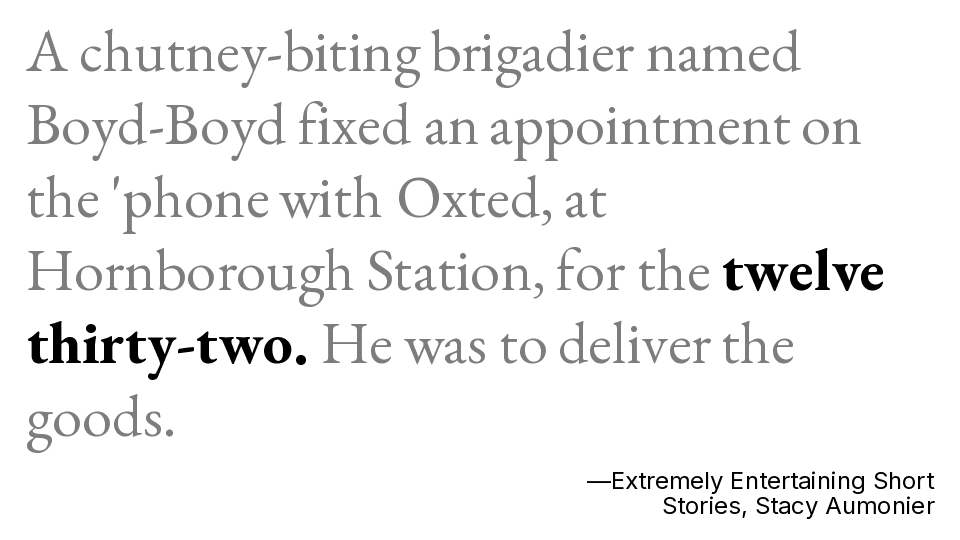 A chutney-biting brigadier named
Boyd-Boyd fixed an appointment on
the 'phone with Oxted, at
Hornborough Station, for the twelve
thirty-two. He was to deliver the
goods.
—Extremely Entertaining Short
Stories, Stacy Aumonier